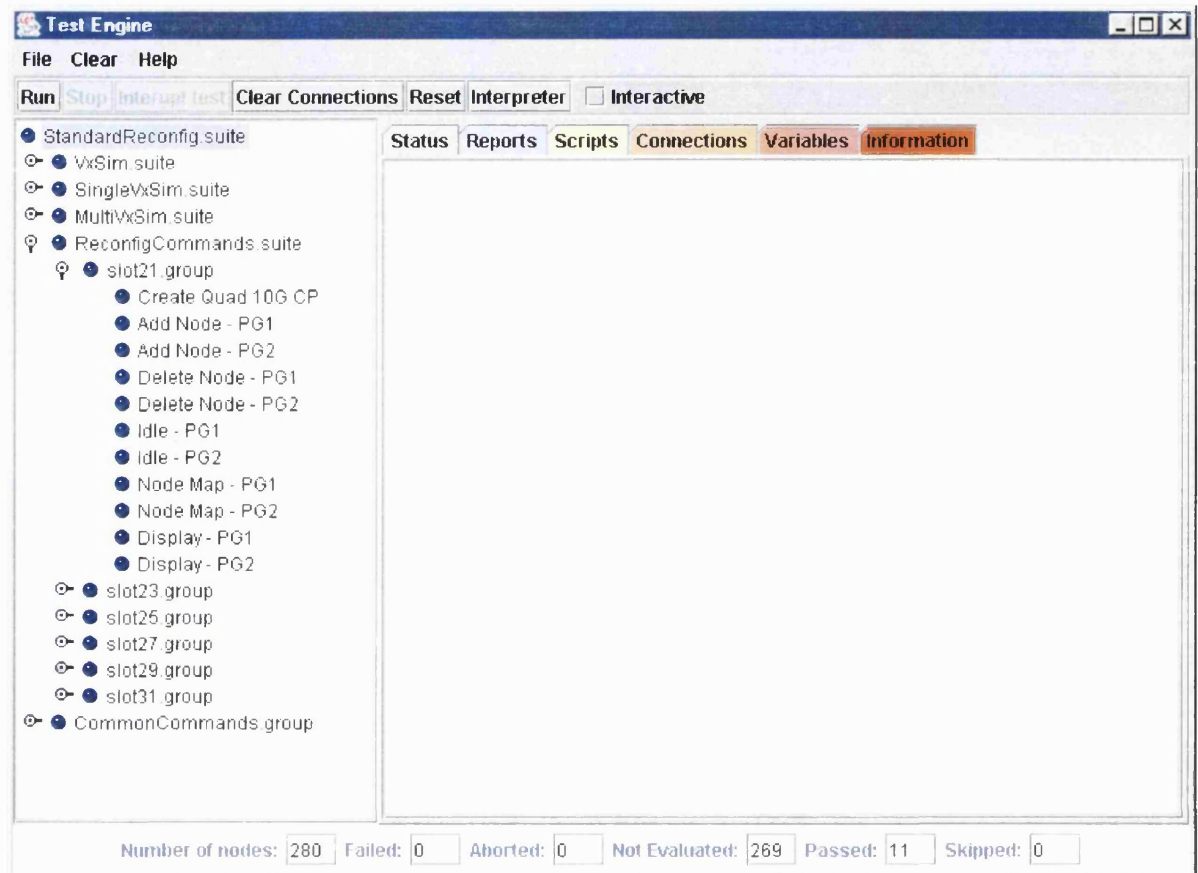 Test Engine
File Clear Help
Run Stop Interupt test Clear Connections Reset Interpreter Interactive
StandardReconfig.suite
VxSim.suite
SingleVxSim.suite
MultiVxSim.suite
ReconfigCommands.suite
slot21.group
Create Quad 10G CP
Add Node - PG1
Add Node - PG2
Delete Node - PG1
Delete Node - PG2
Idle - PG1
Idle - PG2
Node Map - PG1
Node Map - PG2
Display - PG1
Display - PG2
slot23.group
slot25.group
slot27.group
slot29.group
slot31.group
CommonCommands.group
Status Reports Scripts Connections Variables Information
Number of nodes: 280 Failed: 0 Aborted: 0 Not Evaluated: 269 Passed: 11 Skipped: 0